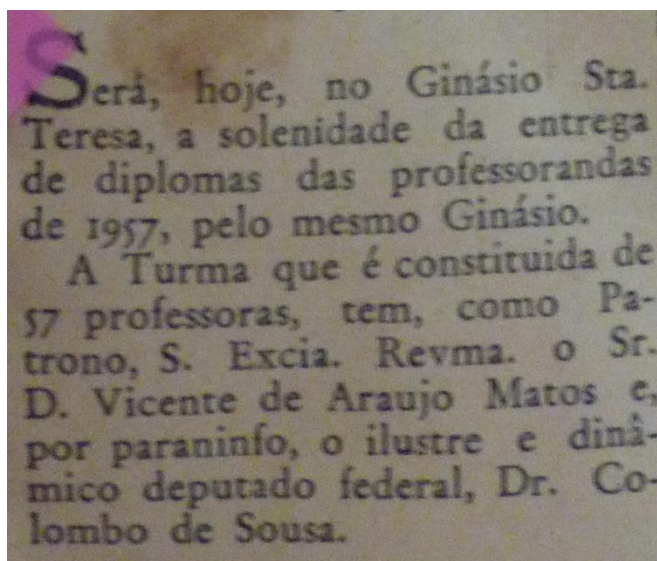 Será, hoje, no Ginásio Sta.
Teresa, a solenidade da entrega
de diplomas das professorandas
de 1957, pelo mesmo Ginásio.
A Turma que é constituida de
57 professoras, tem, como Pa-
trono, S. Excia. Revma. o Sr.
D. Vicente de Araujo Matos e,
por paraninfo, o ilustre e dinâ-
mico deputado federal, Dr. Co-
lombo de Sousa.